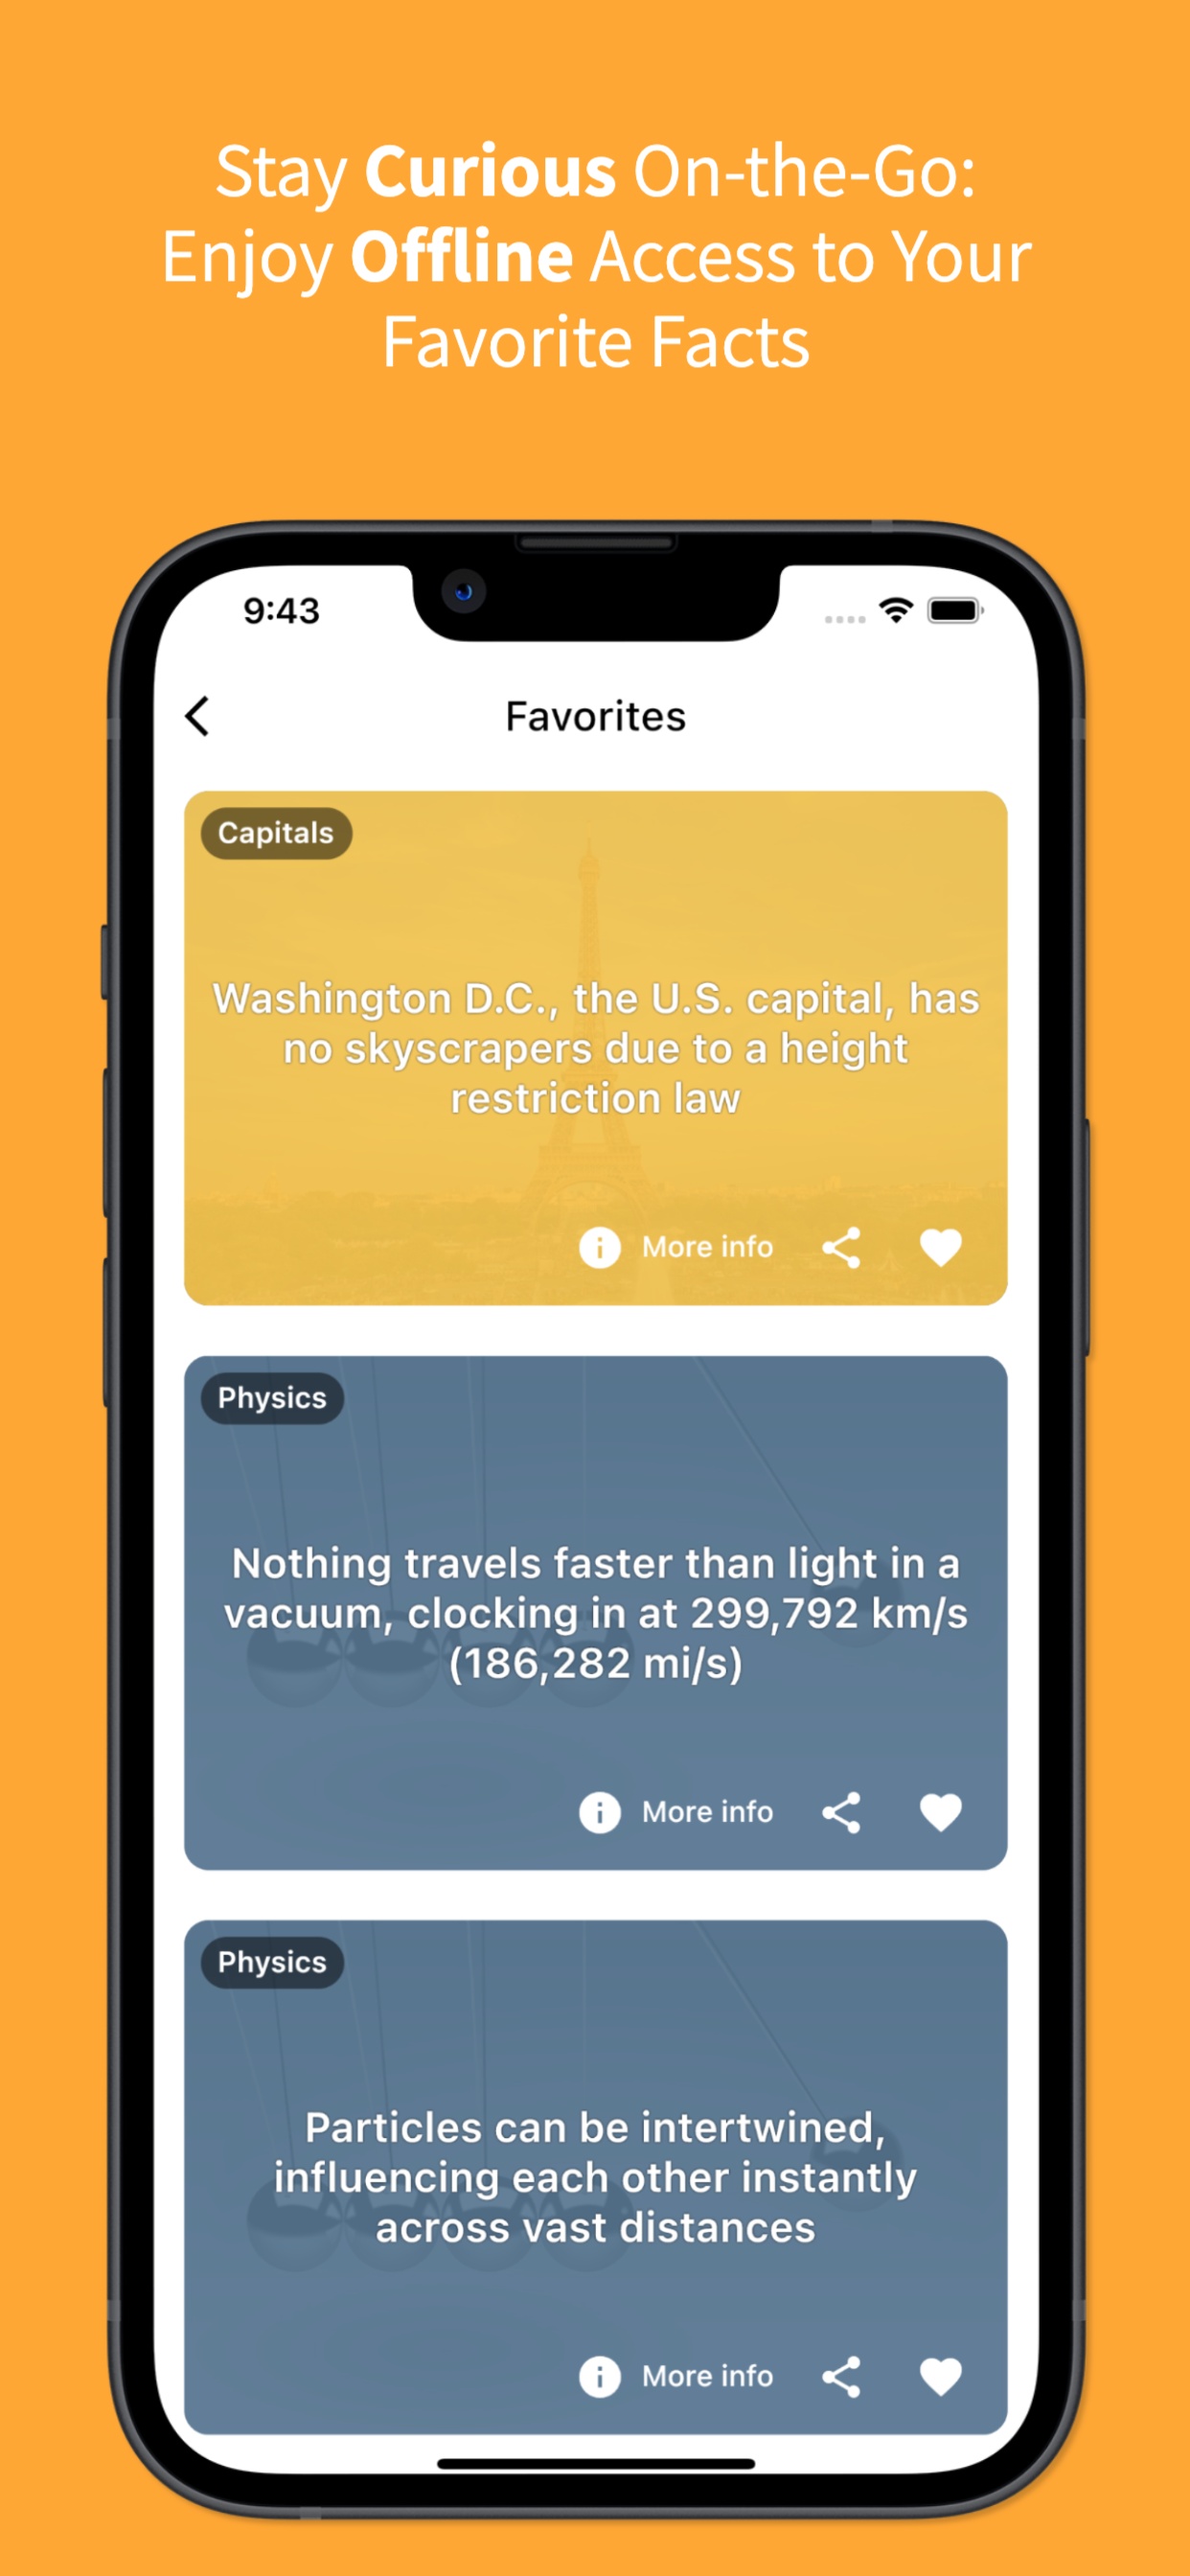 Stay Curious On-the-Go:
Enjoy Offline Access to Your
Favorite Facts
9:43
Favorites
Capitals
Washington D.C., the U.S. capital, has
no skyscrapers due to a height
restriction law
More info
Physics
Nothing travels faster than light in a
vacuum, clocking in at 299,792 km/s
(186,282 mi/s)
More info
Physics
Particles can be intertwined,
influencing each other instantly
across vast distances
More info